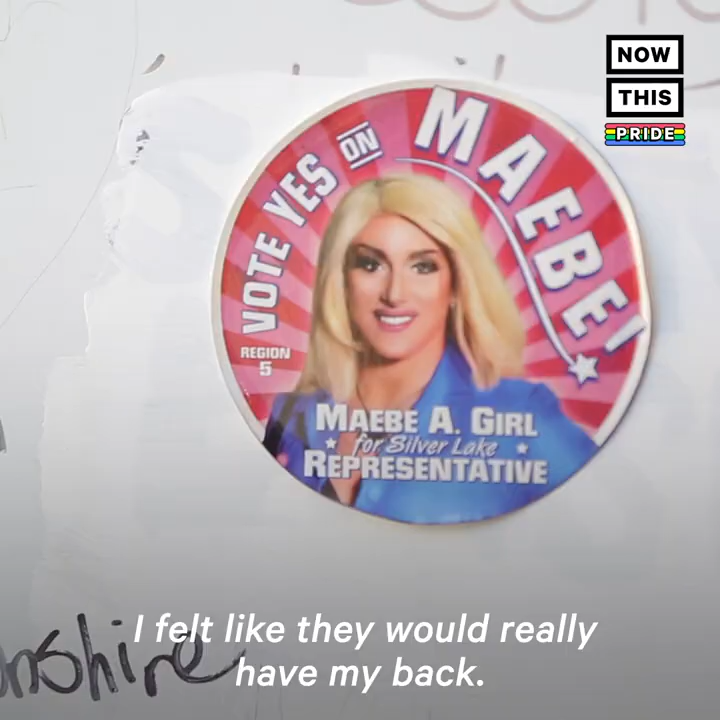 NOW
THIS
PRIDE
VOTE YES ON MAEBE!
REGION
5
MAEBE A. GIRL
for Silver Lake
REPRESENTATIVE
nshine
I felt like they would really
have my back.